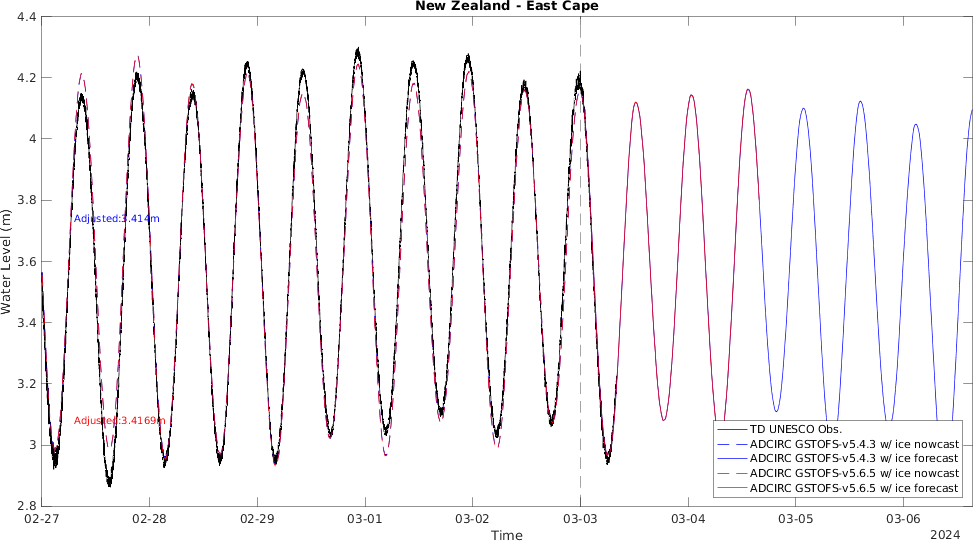 New Zealand - East Cape
4.4
4.2
4
3.8
3.6
3.4
3.2
3
2.8
Water Level (m)
Adjusted:3.414m
Adjusted:3.4169m
TD UNESCO Obs.
ADCIRC GSTOFS-v5.4.3 w/ ice nowcast
ADCIRC GSTOFS-v5.4.3 w/ ice forecast
ADCIRC GSTOFS-v5.6.5 w/ ice nowcast
ADCIRC GSTOFS-v5.6.5 w/ ice forecast
02-27 02-28 02-29 03-01 03-02 03-03 03-04 03-05 03-06
Time
2024